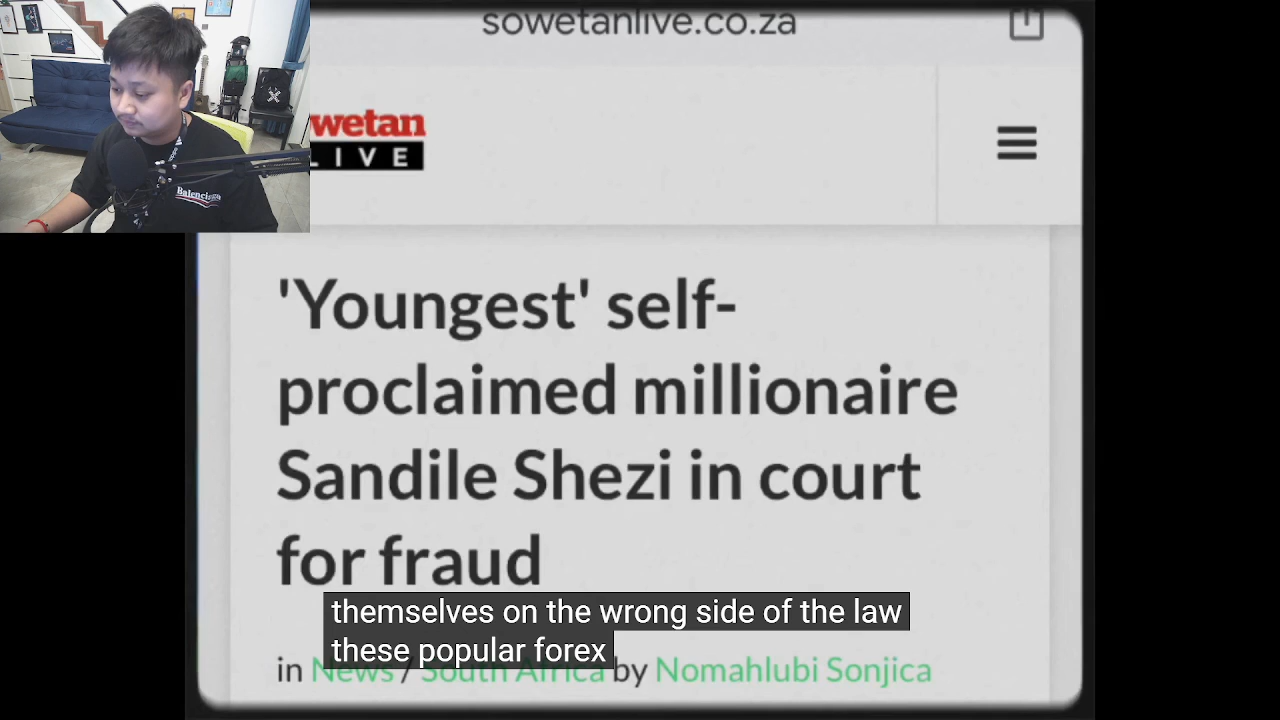 sowetanlive.co.za
wetan
LIVE
Balenciaga
'Youngest' self-
proclaimed millionaire
Sandile Shezi in court
for fraud
themselves on the wrong side of the law
these popular forex
in News / South Africa by Nomahlubi Sonjica